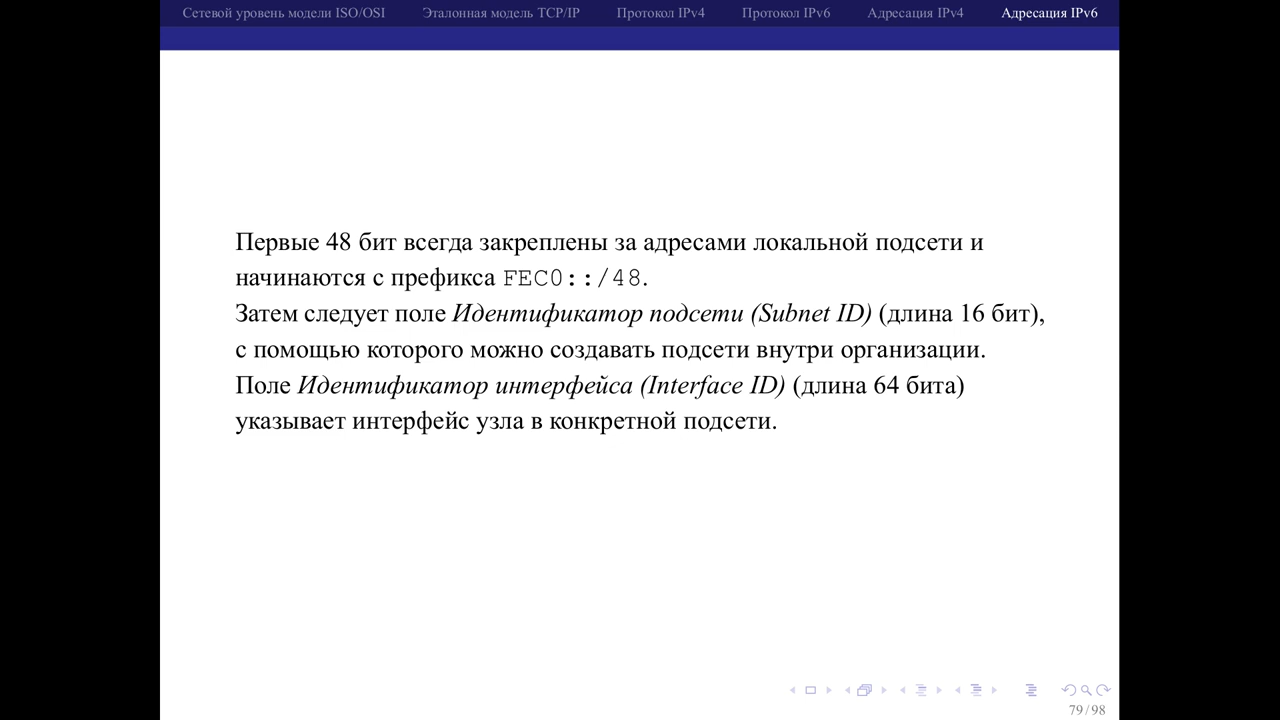 Сетевой уровень модели ISO/OSI Эталонная модель TCP/IP Протокол IPv4 Протокол IPv6 Адресация IPv4 Адресация IPv6
Первые 48 бит всегда закреплены за адресами локальной подсети и
начинаются с префикса FEC0::/48.
Затем следует поле Идентификатор подсети (Subnet ID) (длина 16 бит),
с помощью которого можно создавать подсети внутри организации.
Поле Идентификатор интерфейса (Interface ID) (длина 64 бита)
указывает интерфейс узла в конкретной подсети.
79 / 98